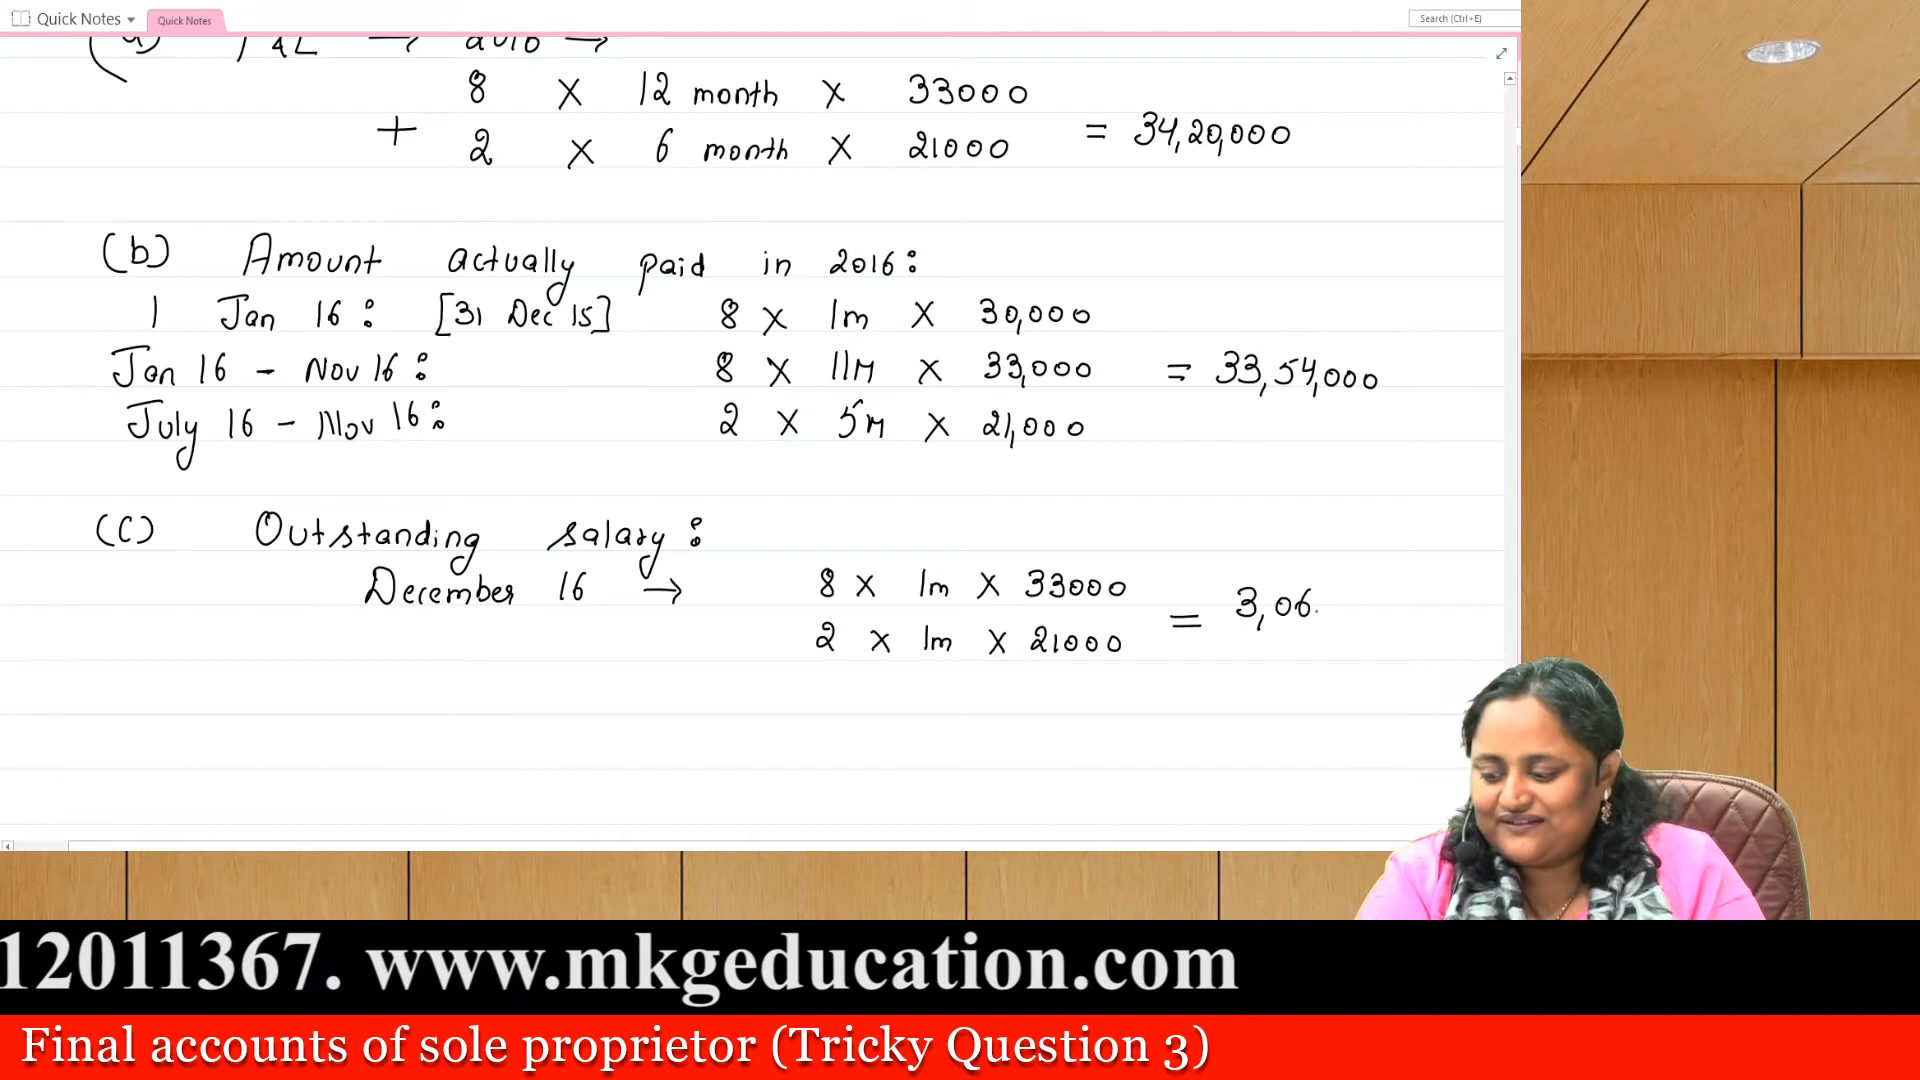 Quick Notes
Quick Notes
Search (Ctrl+E)
(a) P&L → 2016 →
8 X 12 month X 33000
+ 2 X 6 month X 21000 = 34,20,000
(b) Amount actually paid in 2016:
1 Jan 16: [31 Dec 15] 8 X 1m X 30,000
Jan 16 - Nov 16: 8 X 11M X 33,000 = 33,54,000
July 16 - Nov 16: 2 X 5M X 21,000
(C) Outstanding salary:
December 16 → 8 X 1m X 33000
2 X 1m X 21000 = 3,06
12011367. www.mkgeducation.com
Final accounts of sole proprietor (Tricky Question 3)